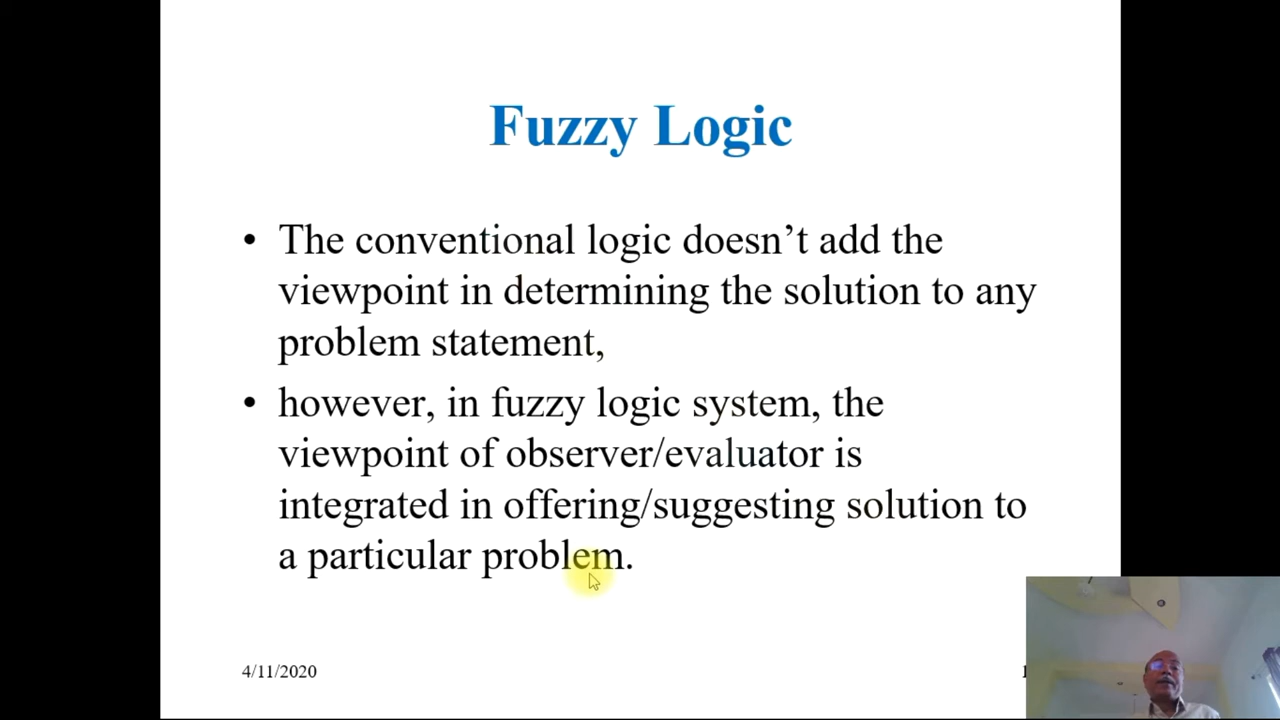 Fuzzy Logic
• The conventional logic doesn’t add the
viewpoint in determining the solution to any
problem statement,
• however, in fuzzy logic system, the
viewpoint of observer/evaluator is
integrated in offering/suggesting solution to
a particular problem.
4/11/2020